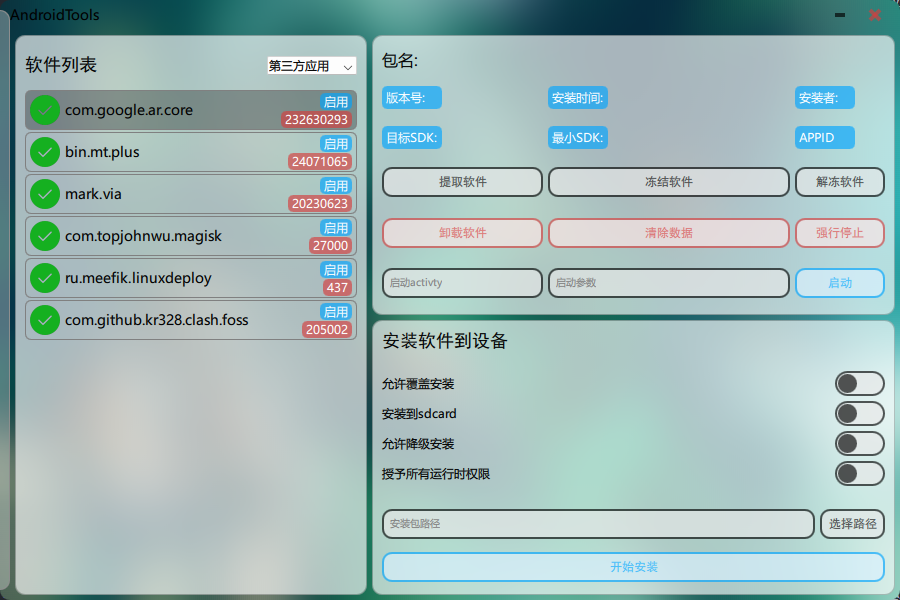 AndroidTools
软件列表
第三方应用
com.google.ar.core
启用
232630293
bin.mt.plus
启用
24071065
mark.via
启用
20230623
com.topjohnwu.magisk
启用
27000
ru.meefik.linuxdeploy
启用
437
com.github.kr328.clash.foss
启用
205002
包名:
版本号:
安装时间:
安装者:
目标SDK:
最小SDK:
APPID
提取软件
冻结软件
解冻软件
卸载软件
清除数据
强行停止
启动activty
启动参数
启动
安装软件到设备
允许覆盖安装
安装到sdcard
允许降级安装
授予所有运行时权限
安装包路径
选择路径
开始安装